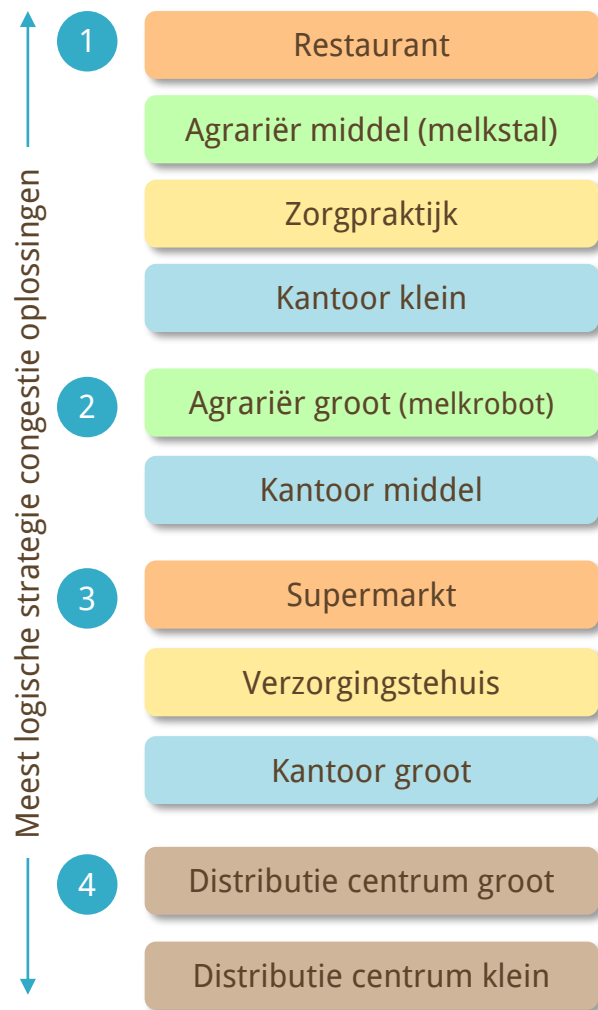 Meest logische strategie congestie oplossingen
1
Restaurant
Agrariër middel (melkstal)
Zorgpraktijk
Kantoor klein
2
Agrariër groot (melkrobot)
Kantoor middel
3
Supermarkt
Verzorgingstehuis
Kantoor groot
4
Distributie centrum groot
Distributie centrum klein